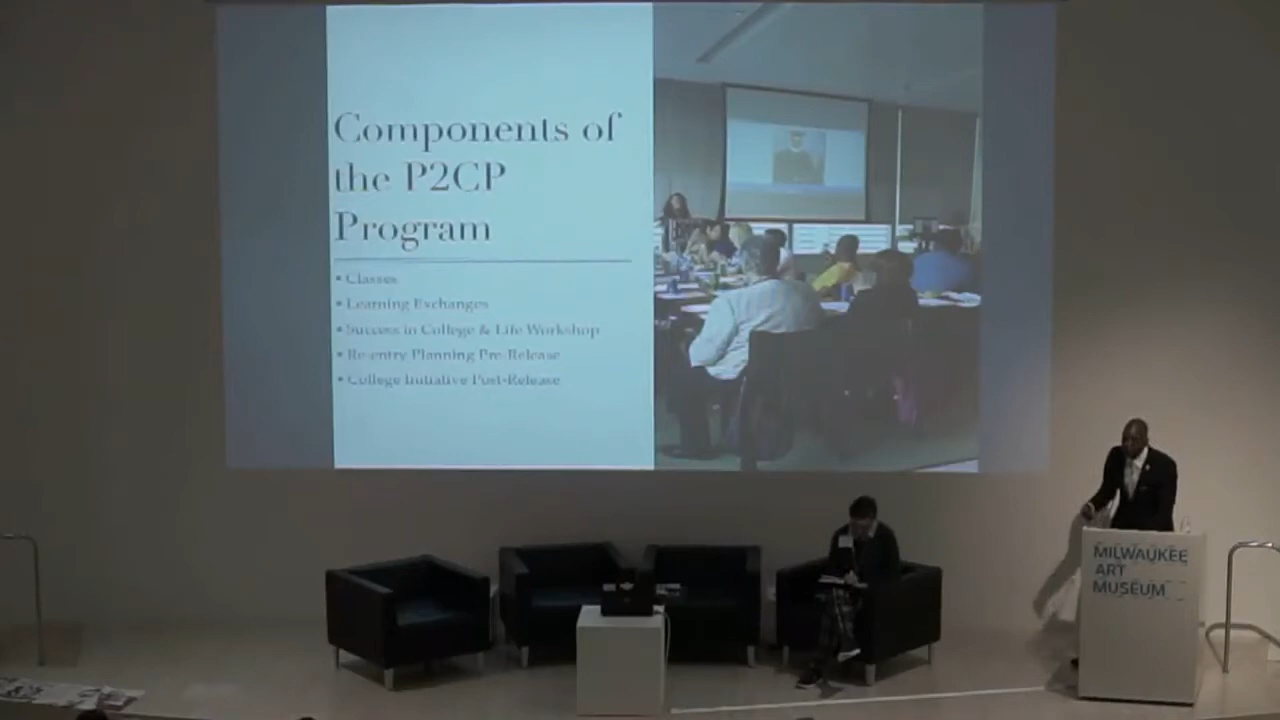 Components of
the P2CP
Program
▪ Classes
▪ Learning Exchanges
▪ Success in College & Life Workshop
▪ Re-entry Planning Pre-Release
▪ College Initiative Post-Release
MILWAUKEE
ART
MUSEUM